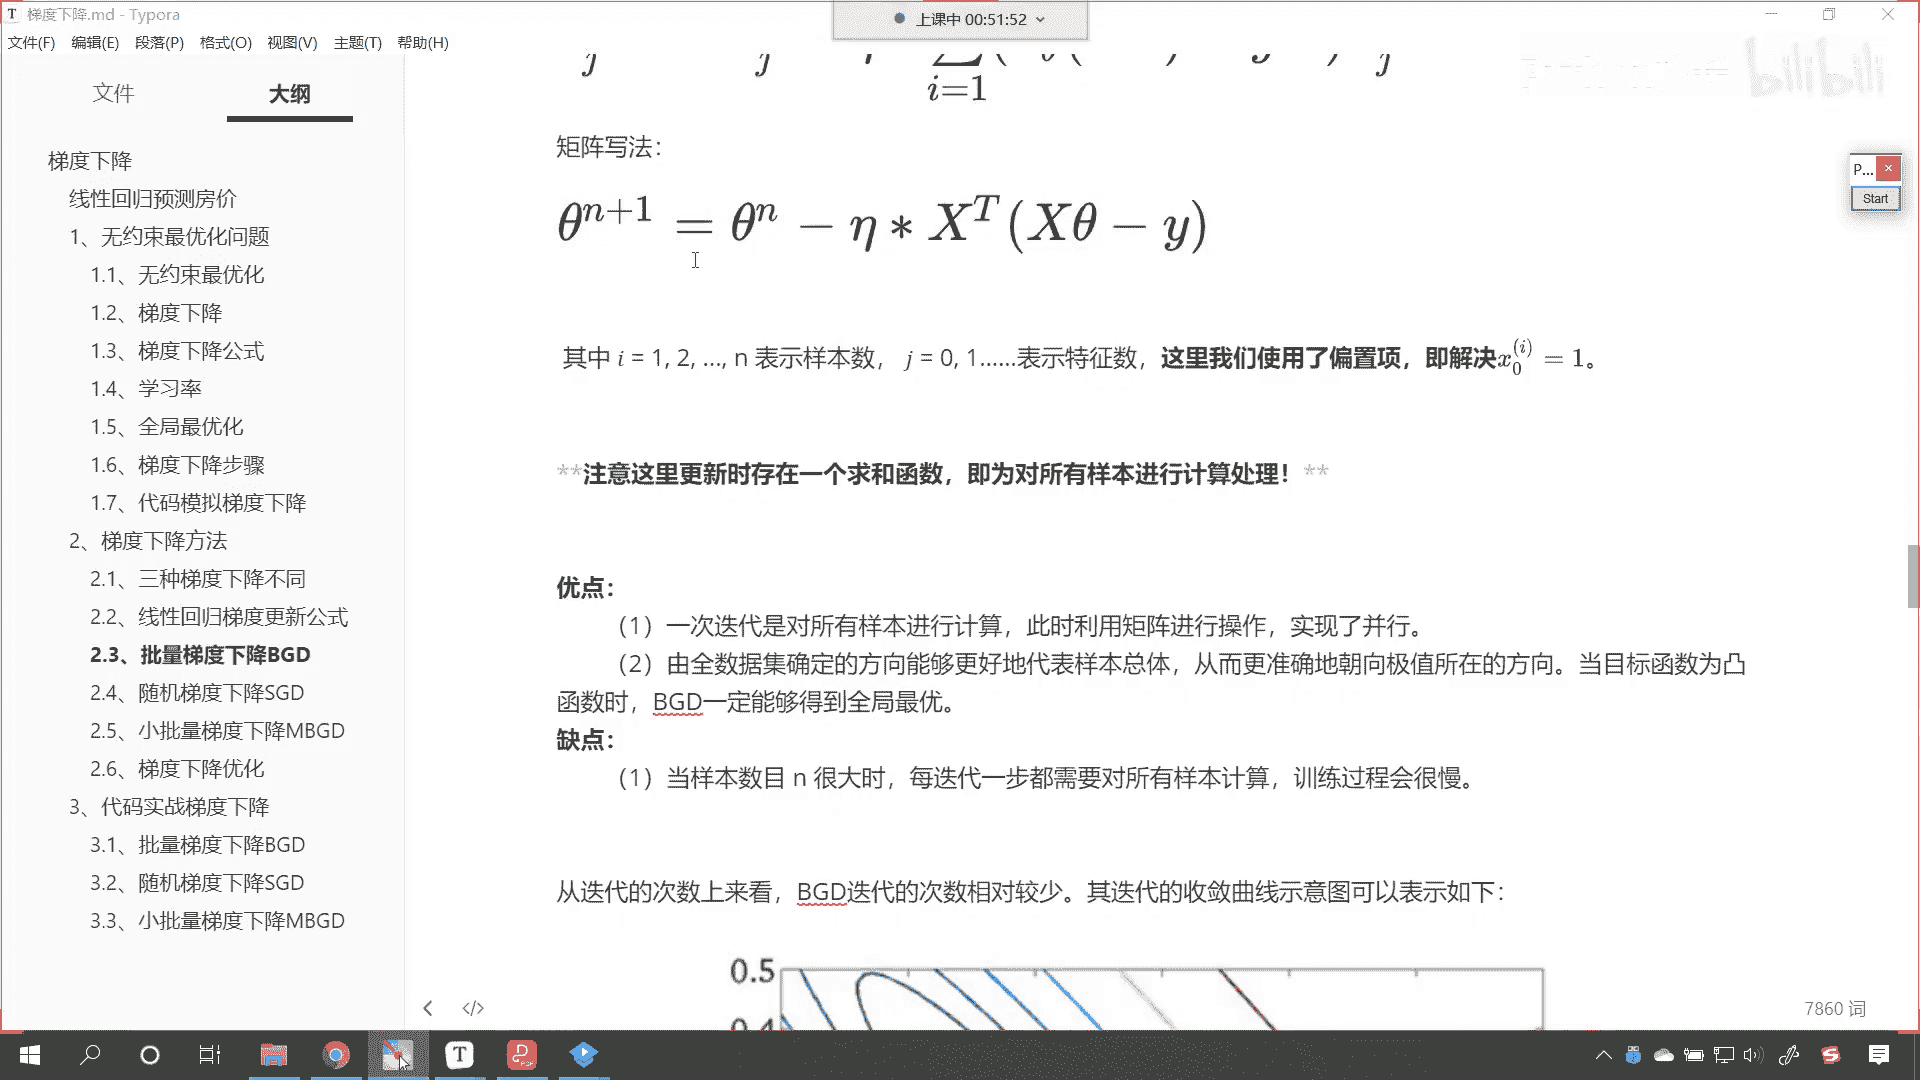 梯度下降.md - Typora
上课中 00:51:52
文件(F) 编辑(E) 段落(P) 格式(O) 视图(V) 主题(T) 帮助(H)
文件 大纲
梯度下降
线性回归预测房价
1、无约束最优化问题
1.1、无约束最优化
1.2、梯度下降
1.3、梯度下降公式
1.4、学习率
1.5、全局最优化
1.6、梯度下降步骤
1.7、代码模拟梯度下降
2、梯度下降方法
2.1、三种梯度下降不同
2.2、线性回归梯度更新公式
2.3、批量梯度下降BGD
2.4、随机梯度下降SGD
2.5、小批量梯度下降MBGD
2.6、梯度下降优化
3、代码实战梯度下降
3.1、批量梯度下降BGD
3.2、随机梯度下降SGD
3.3、小批量梯度下降MBGD
i=1
bilibili
矩阵写法：
θ^{n+1} = θ^n − η * X^T(Xθ − y)
其中 i = 1, 2, ..., n 表示样本数， j = 0, 1......表示特征数，这里我们使用了偏置项，即解决x_0^{(i)} = 1。
**注意这里更新时存在一个求和函数，即为对所有样本进行计算处理！**
优点：
（1）一次迭代是对所有样本进行计算，此时利用矩阵进行操作，实现了并行。
（2）由全数据集确定的方向能够更好地代表样本总体，从而更准确地朝向极值所在的方向。当目标函数为凸
函数时，BGD一定能够得到全局最优。
缺点：
（1）当样本数目 n 很大时，每迭代一步都需要对所有样本计算，训练过程会很慢。
从迭代的次数上来看，BGD迭代的次数相对较少。其迭代的收敛曲线示意图可以表示如下：
0.5
P...
Start
7860 词